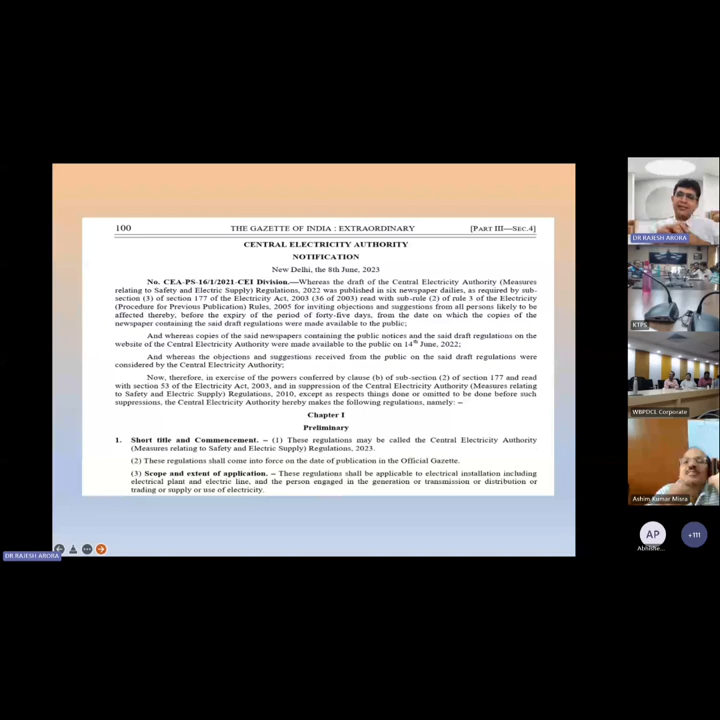 100 THE GAZETTE OF INDIA : EXTRAORDINARY [PART III—SEC.4]
CENTRAL ELECTRICITY AUTHORITY
NOTIFICATION
New Delhi, the 8th June, 2023
No. CEA-PS-16/1/2021-CEI Division.—Whereas the draft of the Central Electricity Authority (Measures
relating to Safety and Electric Supply) Regulations, 2022 was published in six newspaper dailies, as required by sub-
section (3) of section 177 of the Electricity Act, 2003 (36 of 2003) read with sub-rule (2) of rule 3 of the Electricity
(Procedure for Previous Publication) Rules, 2005 for inviting objections and suggestions from all persons likely to be
affected thereby, before the expiry of the period of forty-five days, from the date on which the copies of the
newspaper containing the said draft regulations were made available to the public;
And whereas copies of the said newspapers containing the public notices and the said draft regulations on the
website of the Central Electricity Authority were made available to the public on 14th June, 2022;
And whereas the objections and suggestions received from the public on the said draft regulations were
considered by the Central Electricity Authority;
Now, therefore, in exercise of the powers conferred by clause (b) of sub-section (2) of section 177 and read
with section 53 of the Electricity Act, 2003, and in suppression of the Central Electricity Authority (Measures relating
to Safety and Electric Supply) Regulations, 2010, except as respects things done or omitted to be done before such
suppressions, the Central Electricity Authority hereby makes the following regulations, namely: –
Chapter I
Preliminary
1. Short title and Commencement. – (1) These regulations may be called the Central Electricity Authority
(Measures relating to Safety and Electric Supply) Regulations, 2023.
(2) These regulations shall come into force on the date of publication in the Official Gazette.
(3) Scope and extent of application. – These regulations shall be applicable to electrical installation including
electrical plant and electric line, and the person engaged in the generation or transmission or distribution or
trading or supply or use of electricity.
DR RAJESH ARORA
DR RAJESH ARORA
KTPS
WBPDCL Corporate
Ashim Kumar Misra
AP
Abhishe...
+111